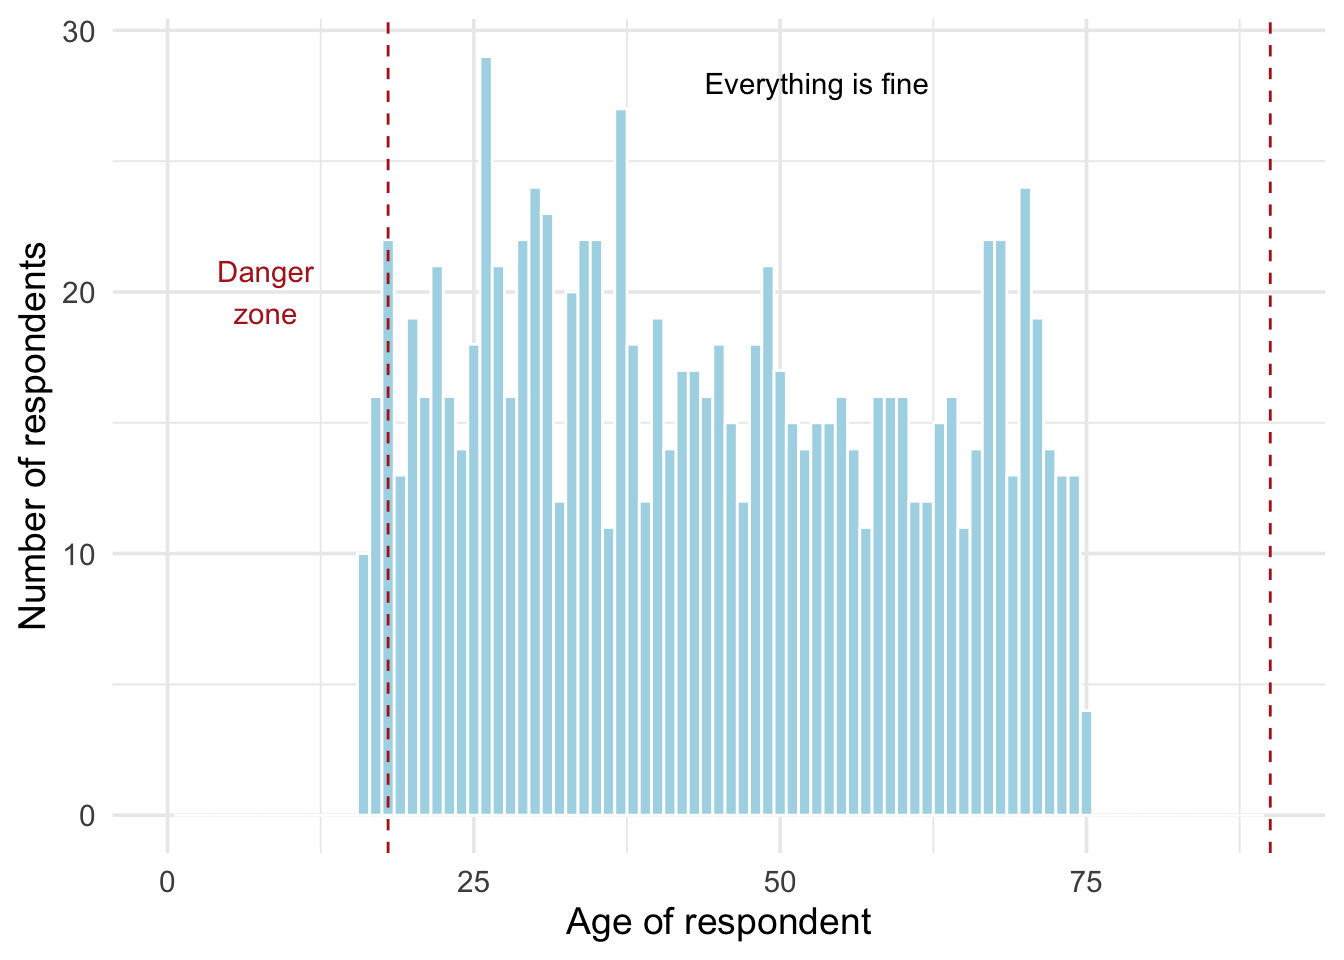 30
Everything is fine
Danger
zone
20
10
0
Number of respondents
0 25 50 75
Age of respondent